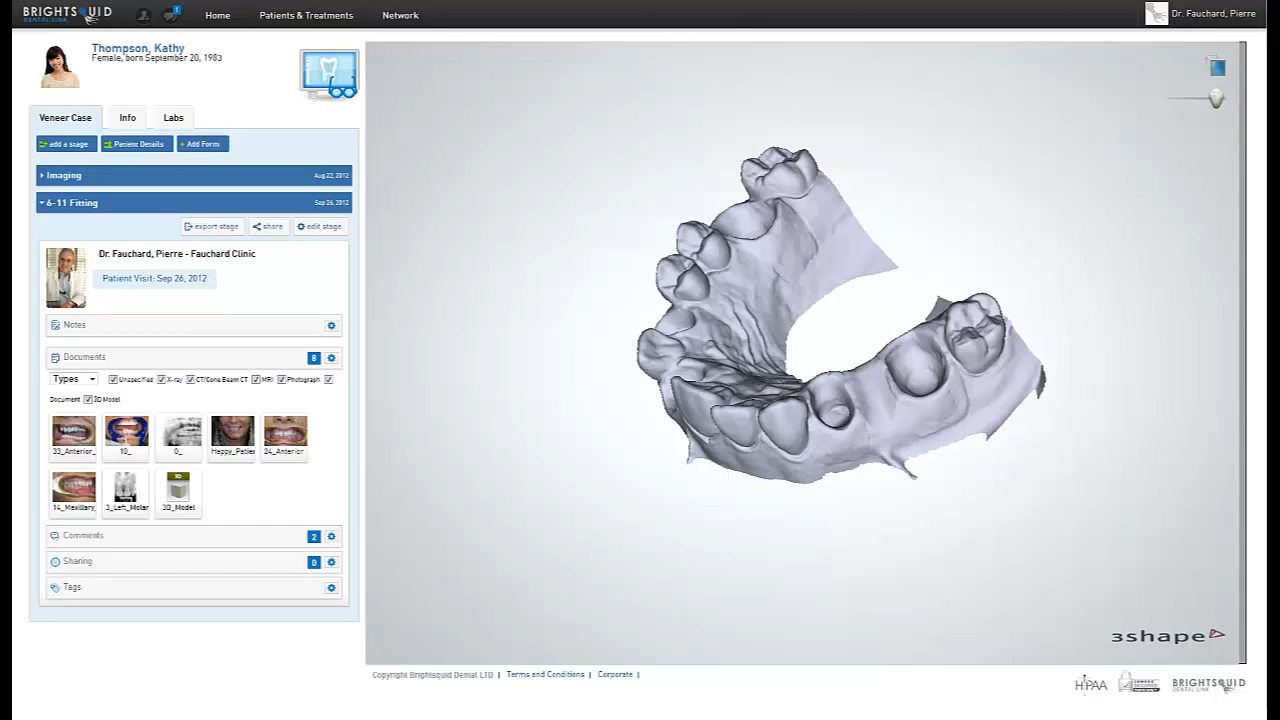 BRIGHTSQUID
DENTAL LINK
1
Home
Patients & Treatments
Network
Dr. Fauchard, Pierre
Thompson, Kathy
Female, born September 20, 1983
Veneer Case
Info
Labs
add a stage
Patient Details
Add Form
Imaging
Aug 22, 2012
6-11 Fitting
Sep 26, 2012
export stage
share
edit stage
Dr. Fauchard, Pierre - Fauchard Clinic
Patient Visit: Sep 26, 2012
Notes
Documents
8
Types
Unspecified
X-ray
CT/Cone Beam CT
MRI
Photograph
Document
3D Model
33_Anterior_
10_
0_
Happy_Patie
24_Anterior
14_Maxillary_
3_Left_Molar
3D
3D_Model
Comments
2
Sharing
0
Tags
3shape
Copyright Brightsquid Dental LTD |
Terms and Conditions |
Corporate |
HIPAA
BRIGHTSQUID
DENTAL LINK